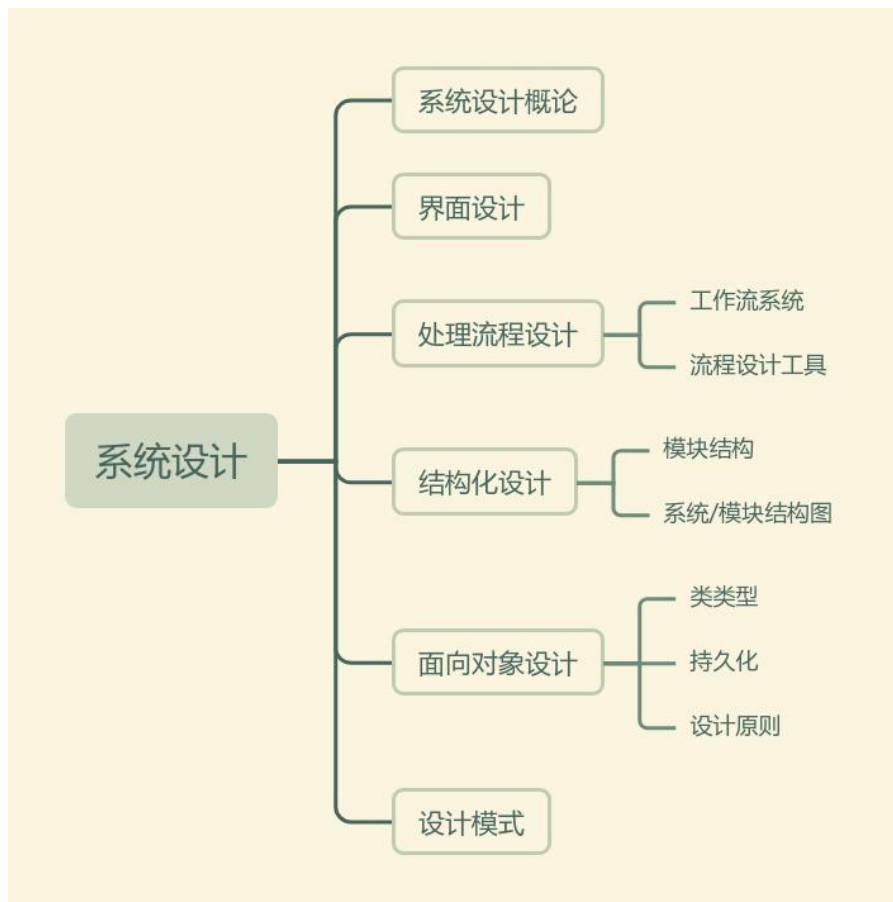 系统设计
系统设计概论
界面设计
处理流程设计
工作流系统
流程设计工具
结构化设计
模块结构
系统/模块结构图
面向对象设计
类类型
持久化
设计原则
设计模式